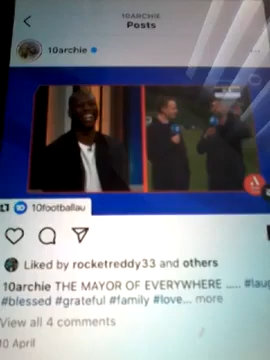 10ARCHIE
Posts
10archie
10footballau
Liked by rocketreddy33 and others
10archie THE MAYOR OF EVERYWHERE ..... #lau
#blessed #grateful #family #love... more
View all 4 comments
10 April